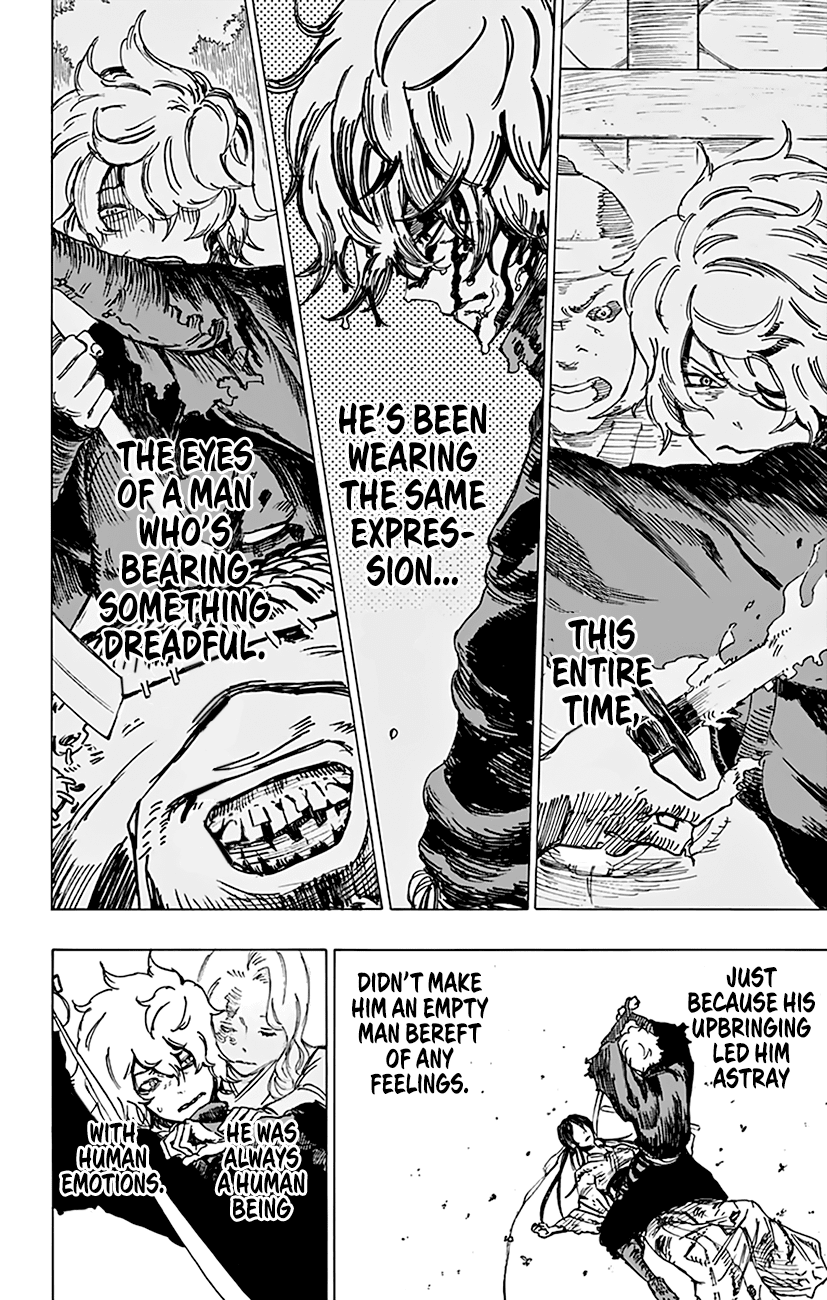 THIS
ENTIRE
TIME,
HE'S BEEN
WEARING
THE SAME
EXPRES-
SION...
THE EYES
OF A MAN
WHO'S
BEARING
SOMETHING
DREADFUL.
JUST
BECAUSE HIS
UPBRINGING
LED HIM
ASTRAY
DIDN'T MAKE
HIM AN EMPTY
MAN BEREFT
OF ANY
FEELINGS.
HE WAS
ALWAYS
A HUMAN
BEING
WITH
HUMAN
EMOTIONS.